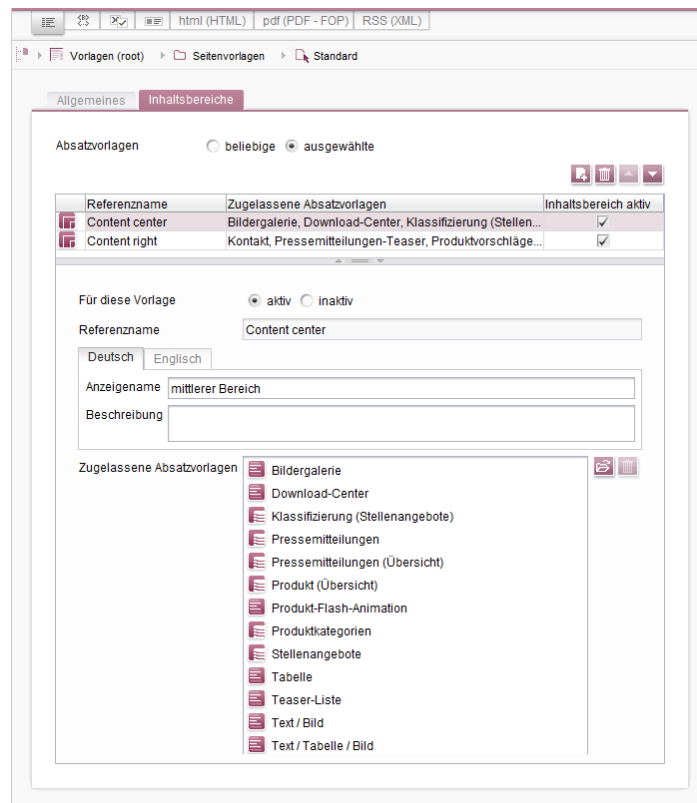 html (HTML) pdf (PDF - FOP) RSS (XML)
Vorlagen (root) Seitenvorlagen Standard
Allgemeines Inhaltsbereiche
Absatzvorlagen beliebige ausgewählte
Referenzname Zugelassene Absatzvorlagen Inhaltsbereich aktiv
Content center Bildergalerie, Download-Center, Klassifizierung (Stellen...
Content right Kontakt, Pressemitteilungen-Teaser, Produktvorschläge...
Für diese Vorlage aktiv inaktiv
Referenzname Content center
Deutsch Englisch
Anzeigename mittlerer Bereich
Beschreibung
Zugelassene Absatzvorlagen
Bildergalerie
Download-Center
Klassifizierung (Stellenangebote)
Pressemitteilungen
Pressemitteilungen (Übersicht)
Produkt (Übersicht)
Produkt-Flash-Animation
Produktkategorien
Stellenangebote
Tabelle
Teaser-Liste
Text / Bild
Text / Tabelle / Bild